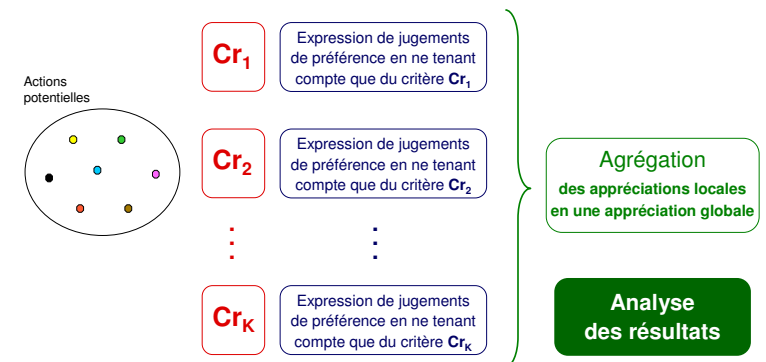 Actions
potentielles
Cr1
Expression de jugements
de préférence en ne tenant
compte que du critère Cr1
Cr2
Expression de jugements
de préférence en ne tenant
compte que du critère Cr2
CrK
Expression de jugements
de préférence en ne tenant
compte que du critère CrK
Agrégation
des appréciations locales
en une appréciation globale
Analyse
des résultats